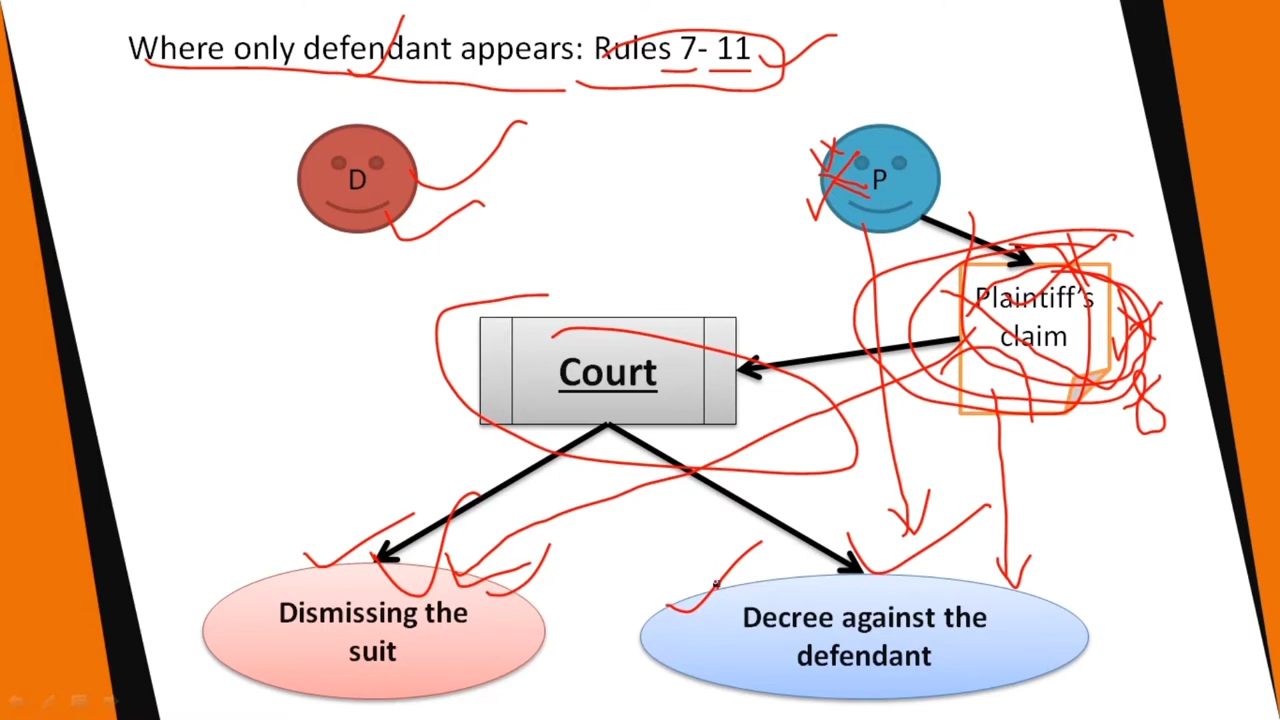 Where only defendant appears: Rules 7- 11
D
P
Plaintiff's
claim
Court
Dismissing the
suit
Decree against the
defendant